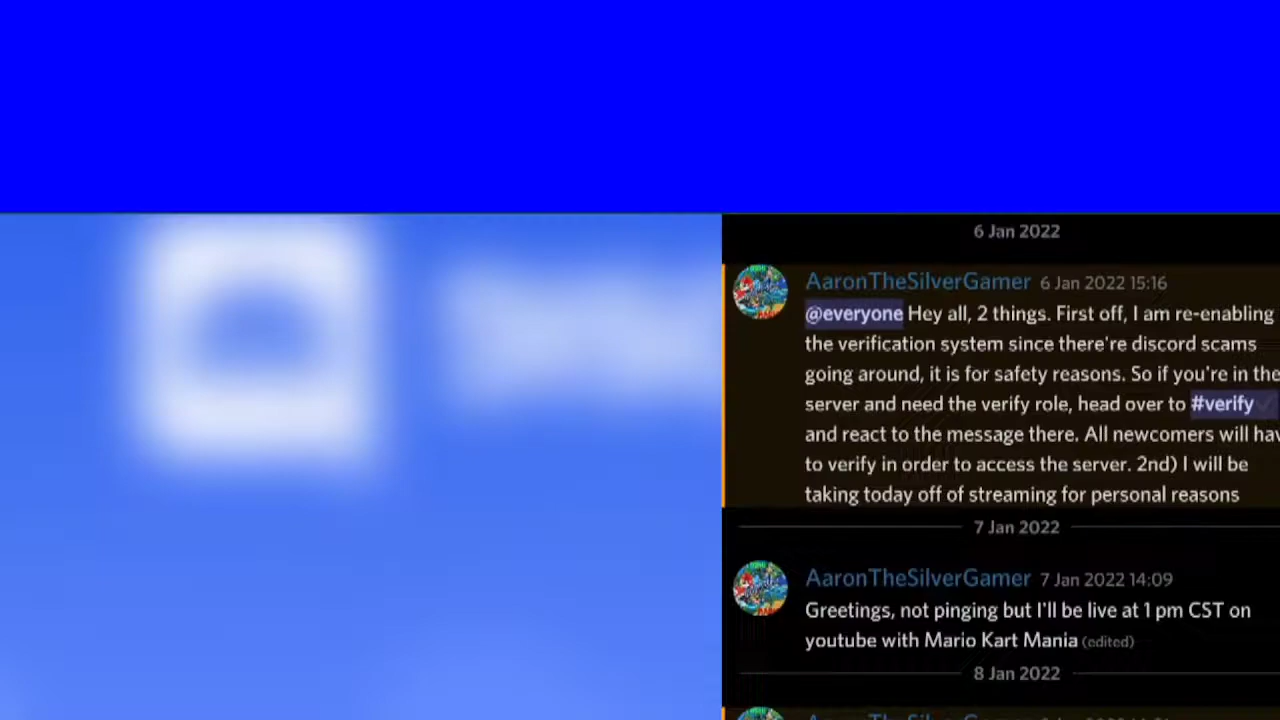 6 Jan 2022
AaronTheSilverGamer 6 Jan 2022 15:16
@everyone Hey all, 2 things. First off, I am re-enabling
the verification system since there're discord scams
going around, it is for safety reasons. So if you're in the
server and need the verify role, head over to #verify
and react to the message there. All newcomers will hav
to verify in order to access the server. 2nd) I will be
taking today off of streaming for personal reasons
7 Jan 2022
AaronTheSilverGamer 7 Jan 2022 14:09
Greetings, not pinging but I'll be live at 1 pm CST on
youtube with Mario Kart Mania (edited)
8 Jan 2022